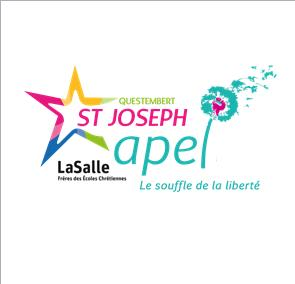 QUESTEMBERT
ST JOSEPH
apel
LaSalle
Frères des Écoles Chrétiennes
Le souffle de la liberté